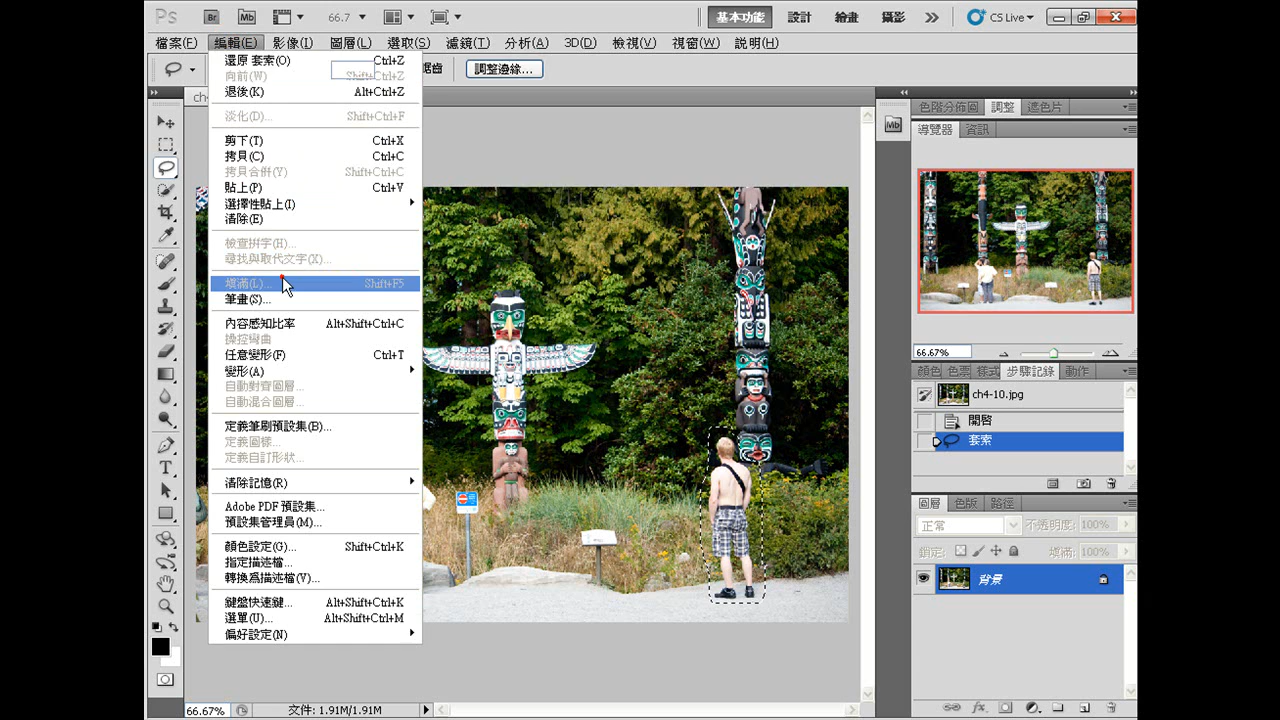 Ps Br Mb 66.7 基本功能 設計 繪畫 攝影 CS Live
檔案(F) 編輯(E) 影像(I) 圖層(L) 選取(S) 濾鏡(T) 分析(A) 3D(D) 檢視(V) 視窗(W) 說明(H)
鋸齒 調整邊緣...
還原 套索(O) Ctrl+Z
向前(W) Shift+Ctrl+Z
退後(K) Alt+Ctrl+Z
淡化(D)... Shift+Ctrl+F
剪下(T) Ctrl+X
拷貝(C) Ctrl+C
拷貝合併(Y) Shift+Ctrl+C
貼上(P) Ctrl+V
選擇性貼上(I)
清除(E)
檢查拼字(H)...
尋找與取代文字(X)...
填滿(L)... Shift+F5
筆畫(S)...
內容感知比率 Alt+Shift+Ctrl+C
操控彎曲
任意變形(F) Ctrl+T
變形(A)
自動對齊圖層...
自動混合圖層...
定義筆刷預設集(B)...
定義圖樣...
定義自訂形狀...
清除記憶(R)
Adobe PDF 預設集...
預設集管理員(M)...
顏色設定(G)... Shift+Ctrl+K
指定描述檔...
轉換為描述檔(V)...
鍵盤快速鍵... Alt+Shift+Ctrl+K
選單(U)... Alt+Shift+Ctrl+M
偏好設定(N)
66.67% 文件: 1.91M/1.91M
Mb
色階分佈圖 調整 遮色片
導覽器 資訊
66.67%
顏色 色票 樣式 步驟記錄 動作
ch4-10.jpg
開啓
套索
圖層 色版 路徑
正常 不透明度: 100%
鎖定: 填滿: 100%
背景